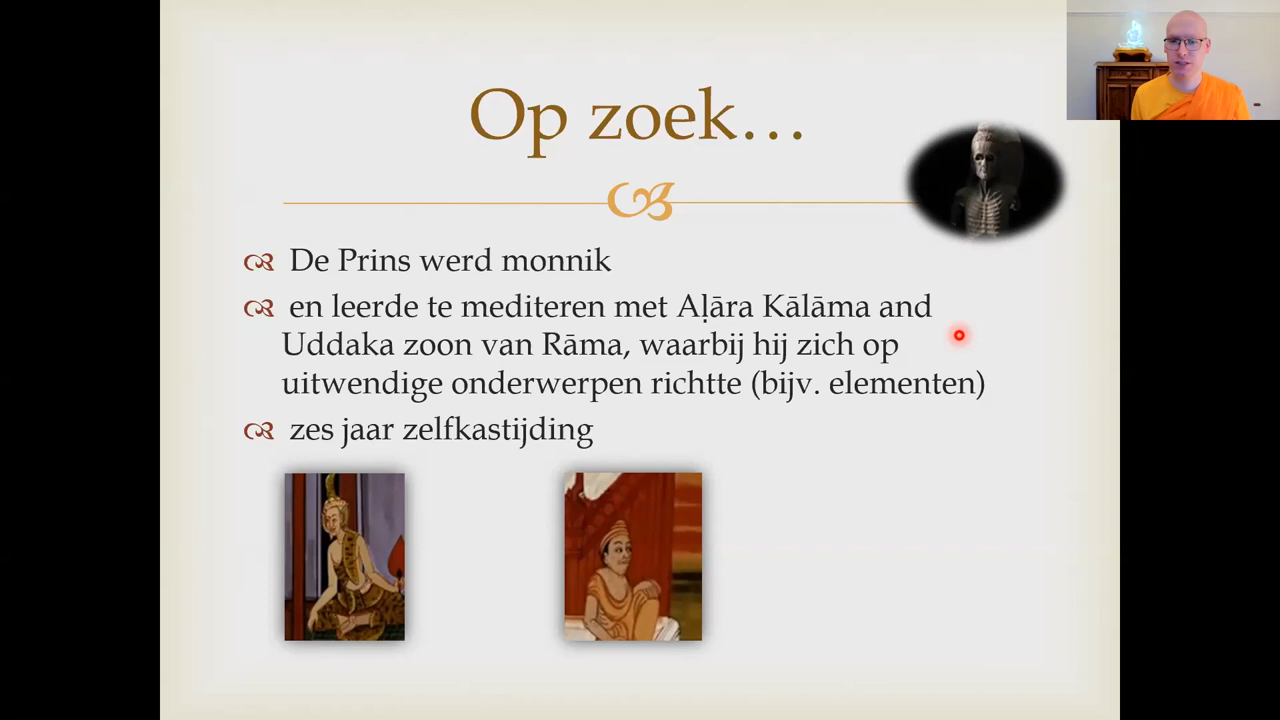 Op zoek…
De Prins werd monnik
en leerde te mediteren met Aḷāra Kālāma and
Uddaka zoon van Rāma, waarbij hij zich op
uitwendige onderwerpen richtte (bijv. elementen)
zes jaar zelfkastijding